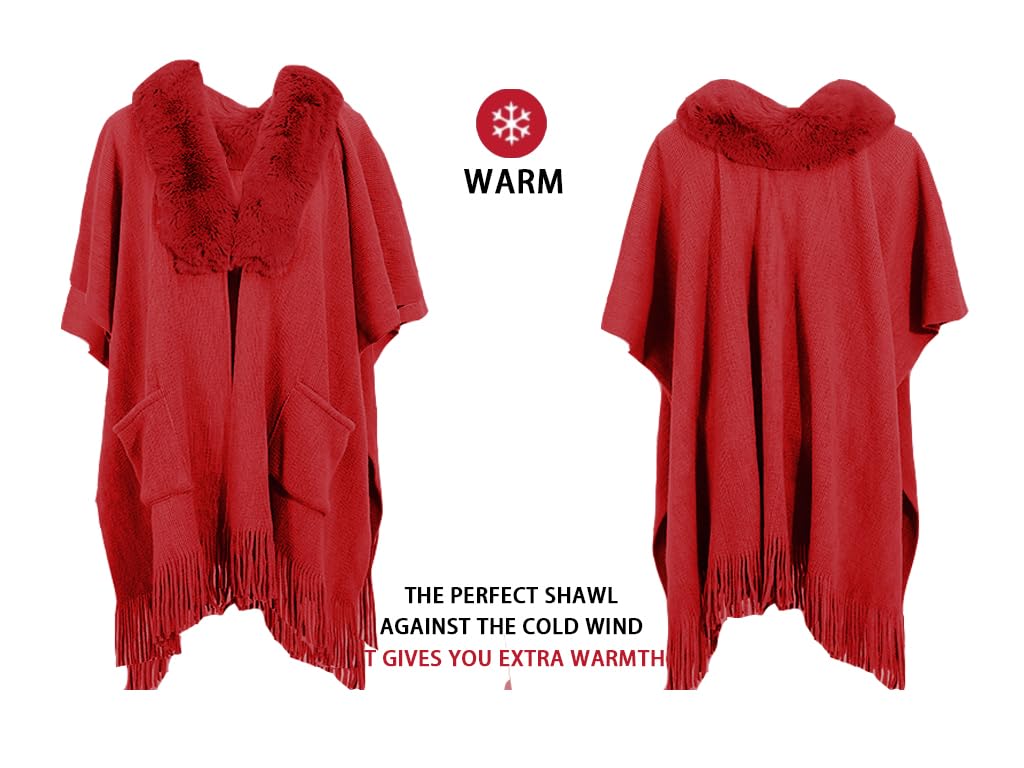 WARM
THE PERFECT SHAWL
AGAINST THE COLD WIND
T GIVES YOU EXTRA WARMTH